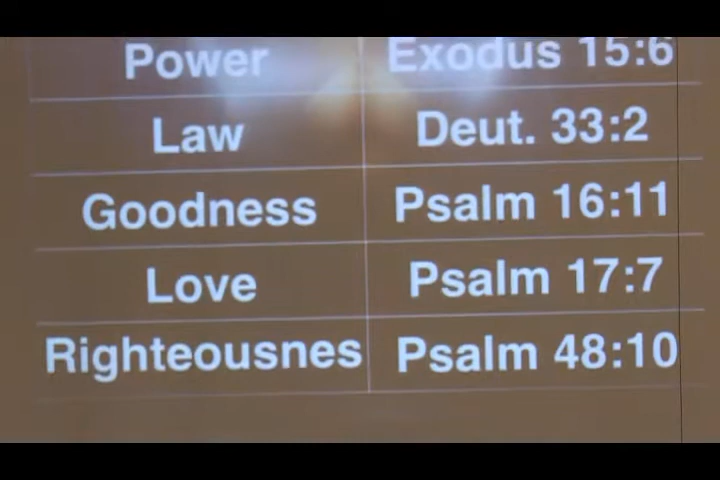 Power Exodus 15:6
Law Deut. 33:2
Goodness Psalm 16:11
Love Psalm 17:7
Righteousnes Psalm 48:10